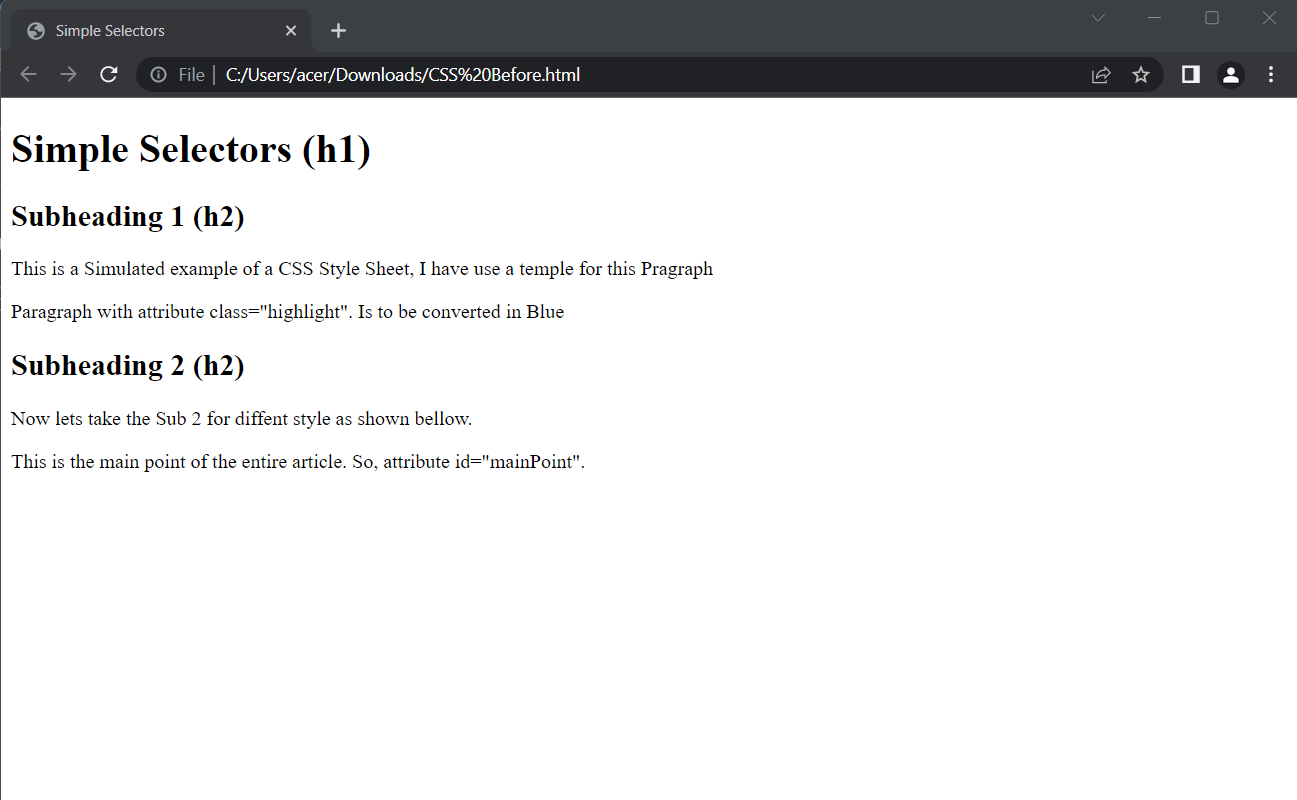 Simple Selectors
File | C:/Users/acer/Downloads/CSS%20Before.html
Simple Selectors (h1)
Subheading 1 (h2)
This is a Simulated example of a CSS Style Sheet, I have use a temple for this Pragraph
Paragraph with attribute class="highlight". Is to be converted in Blue
Subheading 2 (h2)
Now lets take the Sub 2 for diffent style as shown bellow.
This is the main point of the entire article. So, attribute id="mainPoint".